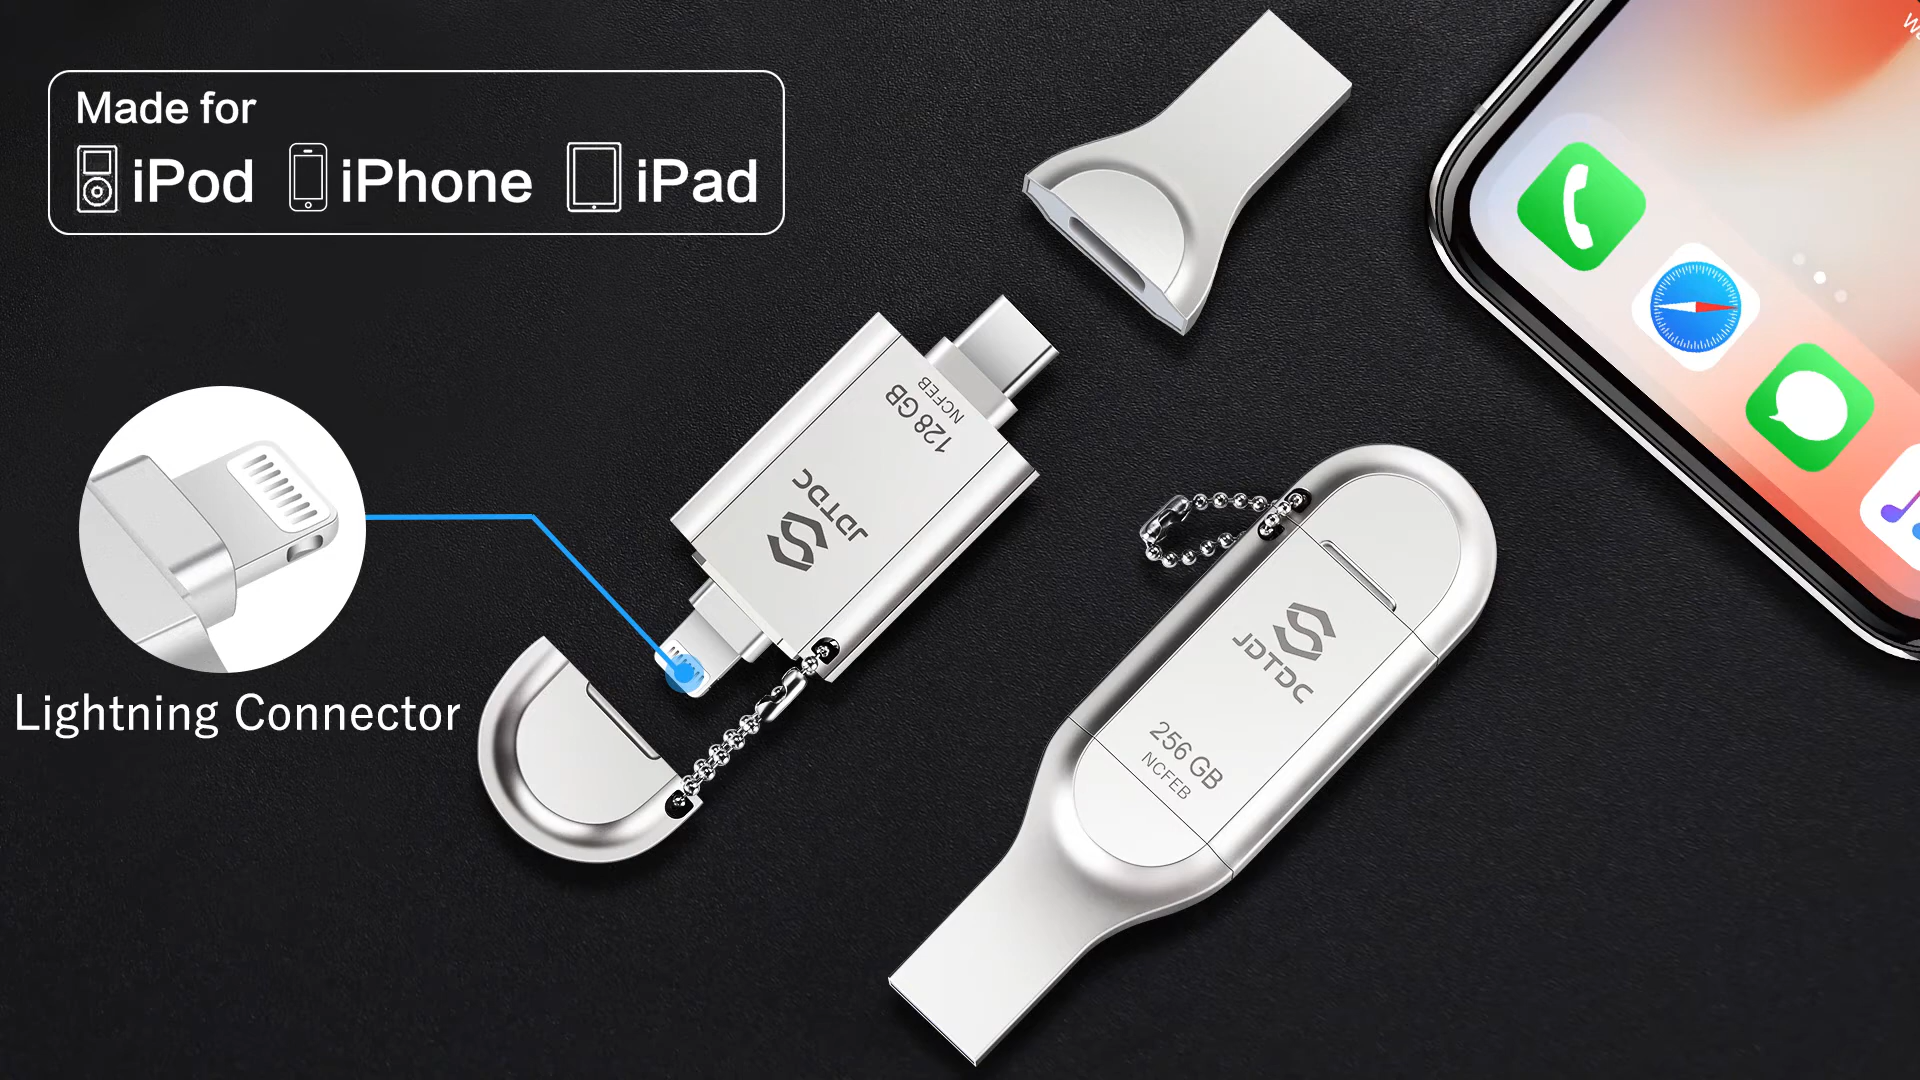 Made for
iPod iPhone iPad
Lightning Connector
128 GB
NCFEB
JDTDC
JDTDC
256 GB
NCFEB